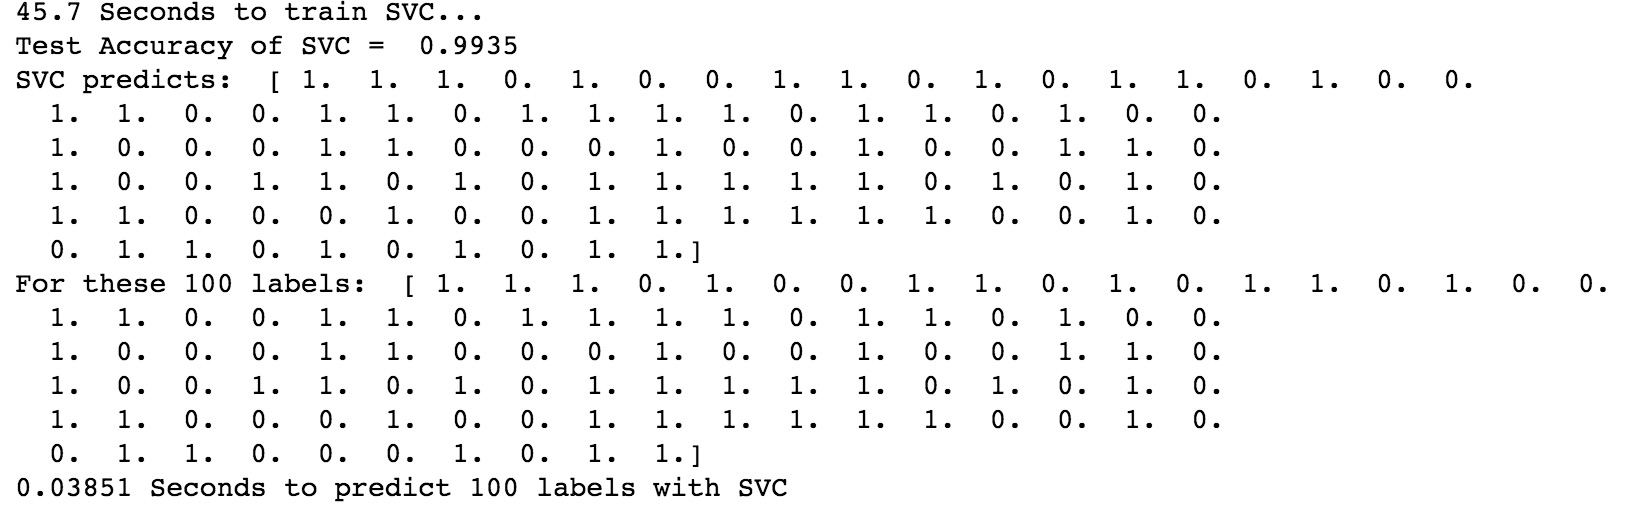 45.7 Seconds to train SVC...
Test Accuracy of SVC =  0.9935
SVC predicts:  [ 1.  1.  1.  0.  1.  0.  0.  1.  1.  0.  1.  0.  1.  1.  0.  1.  0.  0.
  1.  1.  0.  0.  1.  1.  0.  1.  1.  1.  1.  0.  1.  1.  0.  1.  0.  0.
  1.  0.  0.  0.  1.  1.  0.  0.  0.  1.  0.  0.  1.  0.  0.  1.  1.  0.
  1.  0.  0.  1.  1.  0.  1.  0.  1.  1.  1.  1.  1.  0.  1.  0.  1.  0.
  1.  1.  0.  0.  0.  1.  0.  0.  1.  1.  1.  1.  1.  1.  0.  0.  1.  0.
  0.  1.  1.  0.  1.  0.  1.  0.  1.  1.]
For these 100 labels:  [ 1.  1.  1.  0.  1.  0.  0.  1.  1.  0.  1.  0.  1.  1.  0.  1.  0.  0.
  1.  1.  0.  0.  1.  1.  0.  1.  1.  1.  1.  0.  1.  1.  0.  1.  0.  0.
  1.  0.  0.  0.  1.  1.  0.  0.  0.  1.  0.  0.  1.  0.  0.  1.  1.  0.
  1.  0.  0.  1.  1.  0.  1.  0.  1.  1.  1.  1.  1.  0.  1.  0.  1.  0.
  1.  1.  0.  0.  0.  1.  0.  0.  1.  1.  1.  1.  1.  1.  0.  0.  1.  0.
  0.  1.  1.  0.  0.  0.  1.  0.  1.  1.]
0.03851 Seconds to predict 100 labels with SVC